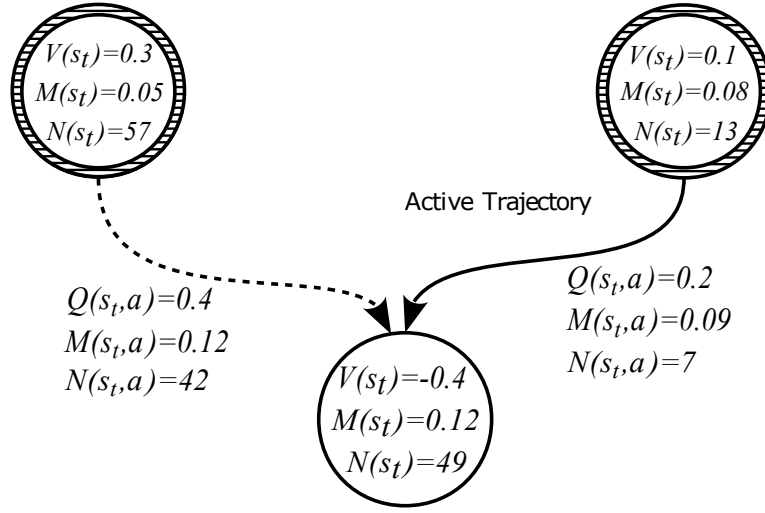 V(st)=0.3
M(st)=0.05
N(st)=57
V(st)=0.1
M(st)=0.08
N(st)=13
Active Trajectory
Q(st,a)=0.4
M(st,a)=0.12
N(st,a)=42
Q(st,a)=0.2
M(st,a)=0.09
N(st,a)=7
V(st)=-0.4
M(st)=0.12
N(st)=49